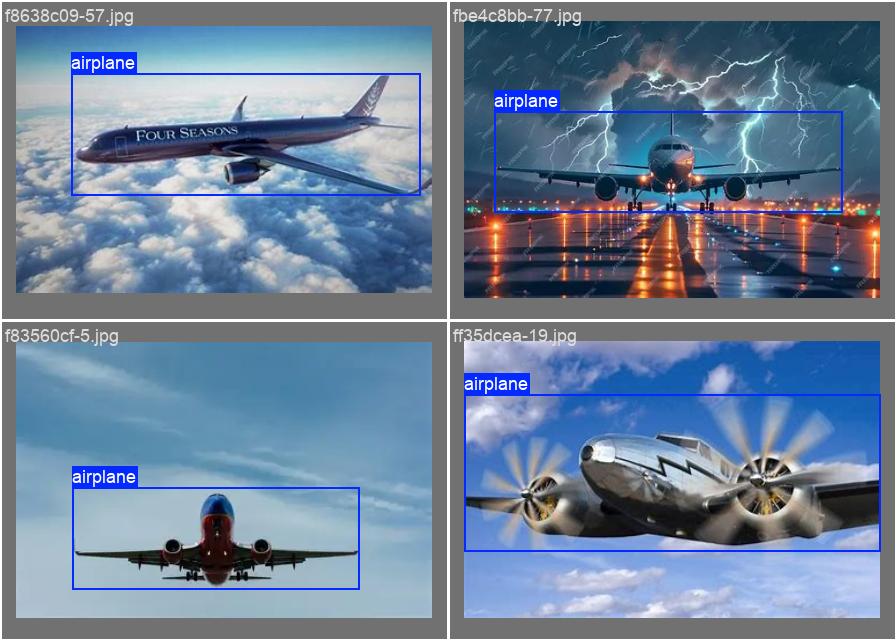 f8638c09-57.jpg
airplane
FOUR SEASONS
fbe4c8bb-77.jpg
airplane
f83560cf-5.jpg
airplane
ff35dcea-19.jpg
airplane